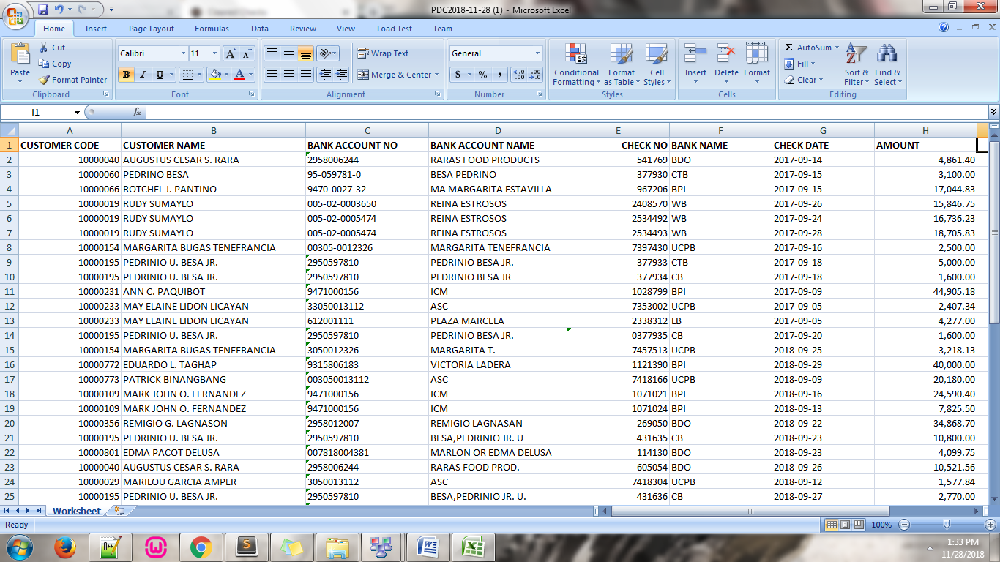 PDC2018-11-28 (1) - Microsoft Excel
Home Insert Page Layout Formulas Data Review View Load Test Team
Paste Cut Copy Format Painter Clipboard
Calibri 11 B I U A A A Font
Wrap Text Merge & Center Alignment
General $ % , .00 .0 Number
Conditional Formatting Format as Table Cell Styles Styles
Insert Delete Format Cells
Σ AutoSum Fill Clear Sort & Filter Find & Select Editing
I1 fx
A B C D E F G H
1 CUSTOMER CODE CUSTOMER NAME BANK ACCOUNT NO BANK ACCOUNT NAME CHECK NO BANK NAME CHECK DATE AMOUNT
2 10000040 AUGUSTUS CESAR S. RARA 2958006244 RARAS FOOD PRODUCTS 541769 BDO 2017-09-14 4,861.40
3 10000060 PEDRINO BESA 95-059781-0 BESA PEDRINO 377930 CTB 2017-09-15 3,100.00
4 10000066 ROTCHEL J. PANTINO 9470-0027-32 MA MARGARITA ESTAVILLA 967206 BPI 2017-09-15 17,044.83
5 10000019 RUDY SUMAYLO 005-02-0003650 REINA ESTROSOS 2408570 WB 2017-09-26 15,846.75
6 10000019 RUDY SUMAYLO 005-02-0005474 REINA ESTROSOS 2534492 WB 2017-09-24 16,736.23
7 10000019 RUDY SUMAYLO 005-02-0005474 REINA ESTROSOS 2534493 WB 2017-09-28 18,705.83
8 10000154 MARGARITA BUGAS TENEFRANCIA 00305-0012326 MARGARITA TENEFRANCIA 7397430 UCPB 2017-09-16 2,500.00
9 10000195 PEDRINIO U. BESA JR. 2950597810 PEDRINIO BESA JR. 377933 CTB 2017-09-18 5,000.00
10 10000195 PEDRINIO U. BESA JR. 2950597810 PEDRINIO BESA JR 377934 CB 2017-09-18 1,600.00
11 10000231 ANN C. PAQUIBOT 9471000156 ICM 1028799 BPI 2017-09-09 44,905.18
12 10000233 MAY ELAINE LIDON LICAYAN 33050013112 ASC 7353002 UCPB 2017-09-05 2,407.34
13 10000233 MAY ELAINE LIDON LICAYAN 612001111 PLAZA MARCELA 2338312 LB 2017-09-05 4,277.00
14 10000195 PEDRINIO U. BESA JR. 2950597810 PEDRINIO BESA JR. 0377935 CB 2017-09-20 1,600.00
15 10000154 MARGARITA BUGAS TENEFRANCIA 3050012326 MARGARITA T. 7457513 UCPB 2018-09-25 3,218.13
16 10000772 EDUARDO L. TAGHAP 9315806183 VICTORIA LADERA 1121390 BPI 2018-09-29 40,000.00
17 10000773 PATRICK BINANGBANG 003050013112 ASC 7418166 UCPB 2018-09-09 20,180.00
18 10000109 MARK JOHN O. FERNANDEZ 9471000156 ICM 1071021 BPI 2018-09-16 24,590.40
19 10000109 MARK JOHN O. FERNANDEZ 9471000156 ICM 1071024 BPI 2018-09-13 7,825.50
20 10000356 REMIGIO G. LAGNASON 2958012007 REMIGIO LAGNASAN 269050 BDO 2018-09-22 34,868.70
21 10000195 PEDRINIO U. BESA JR. 2950597810 BESA,PEDRINIO JR. U 431635 CB 2018-09-23 10,800.00
22 10000801 EDMA PACOT DELUSA 007818004381 MARLON OR EDMA DELUSA 114130 BDO 2018-09-23 4,099.75
23 10000040 AUGUSTUS CESAR S. RARA 2958006244 RARAS FOOD PROD. 605054 BDO 2018-09-26 10,521.56
24 10000029 MARILOU GARCIA AMPER 3050013112 ASC 7418304 UCPB 2018-09-12 1,577.84
25 10000195 PEDRINIO U. BESA JR. 2950597810 BESA,PEDRINIO JR. U. 431636 CB 2018-09-27 2,770.00
Worksheet
Ready 100%
1:33 PM
11/28/2018